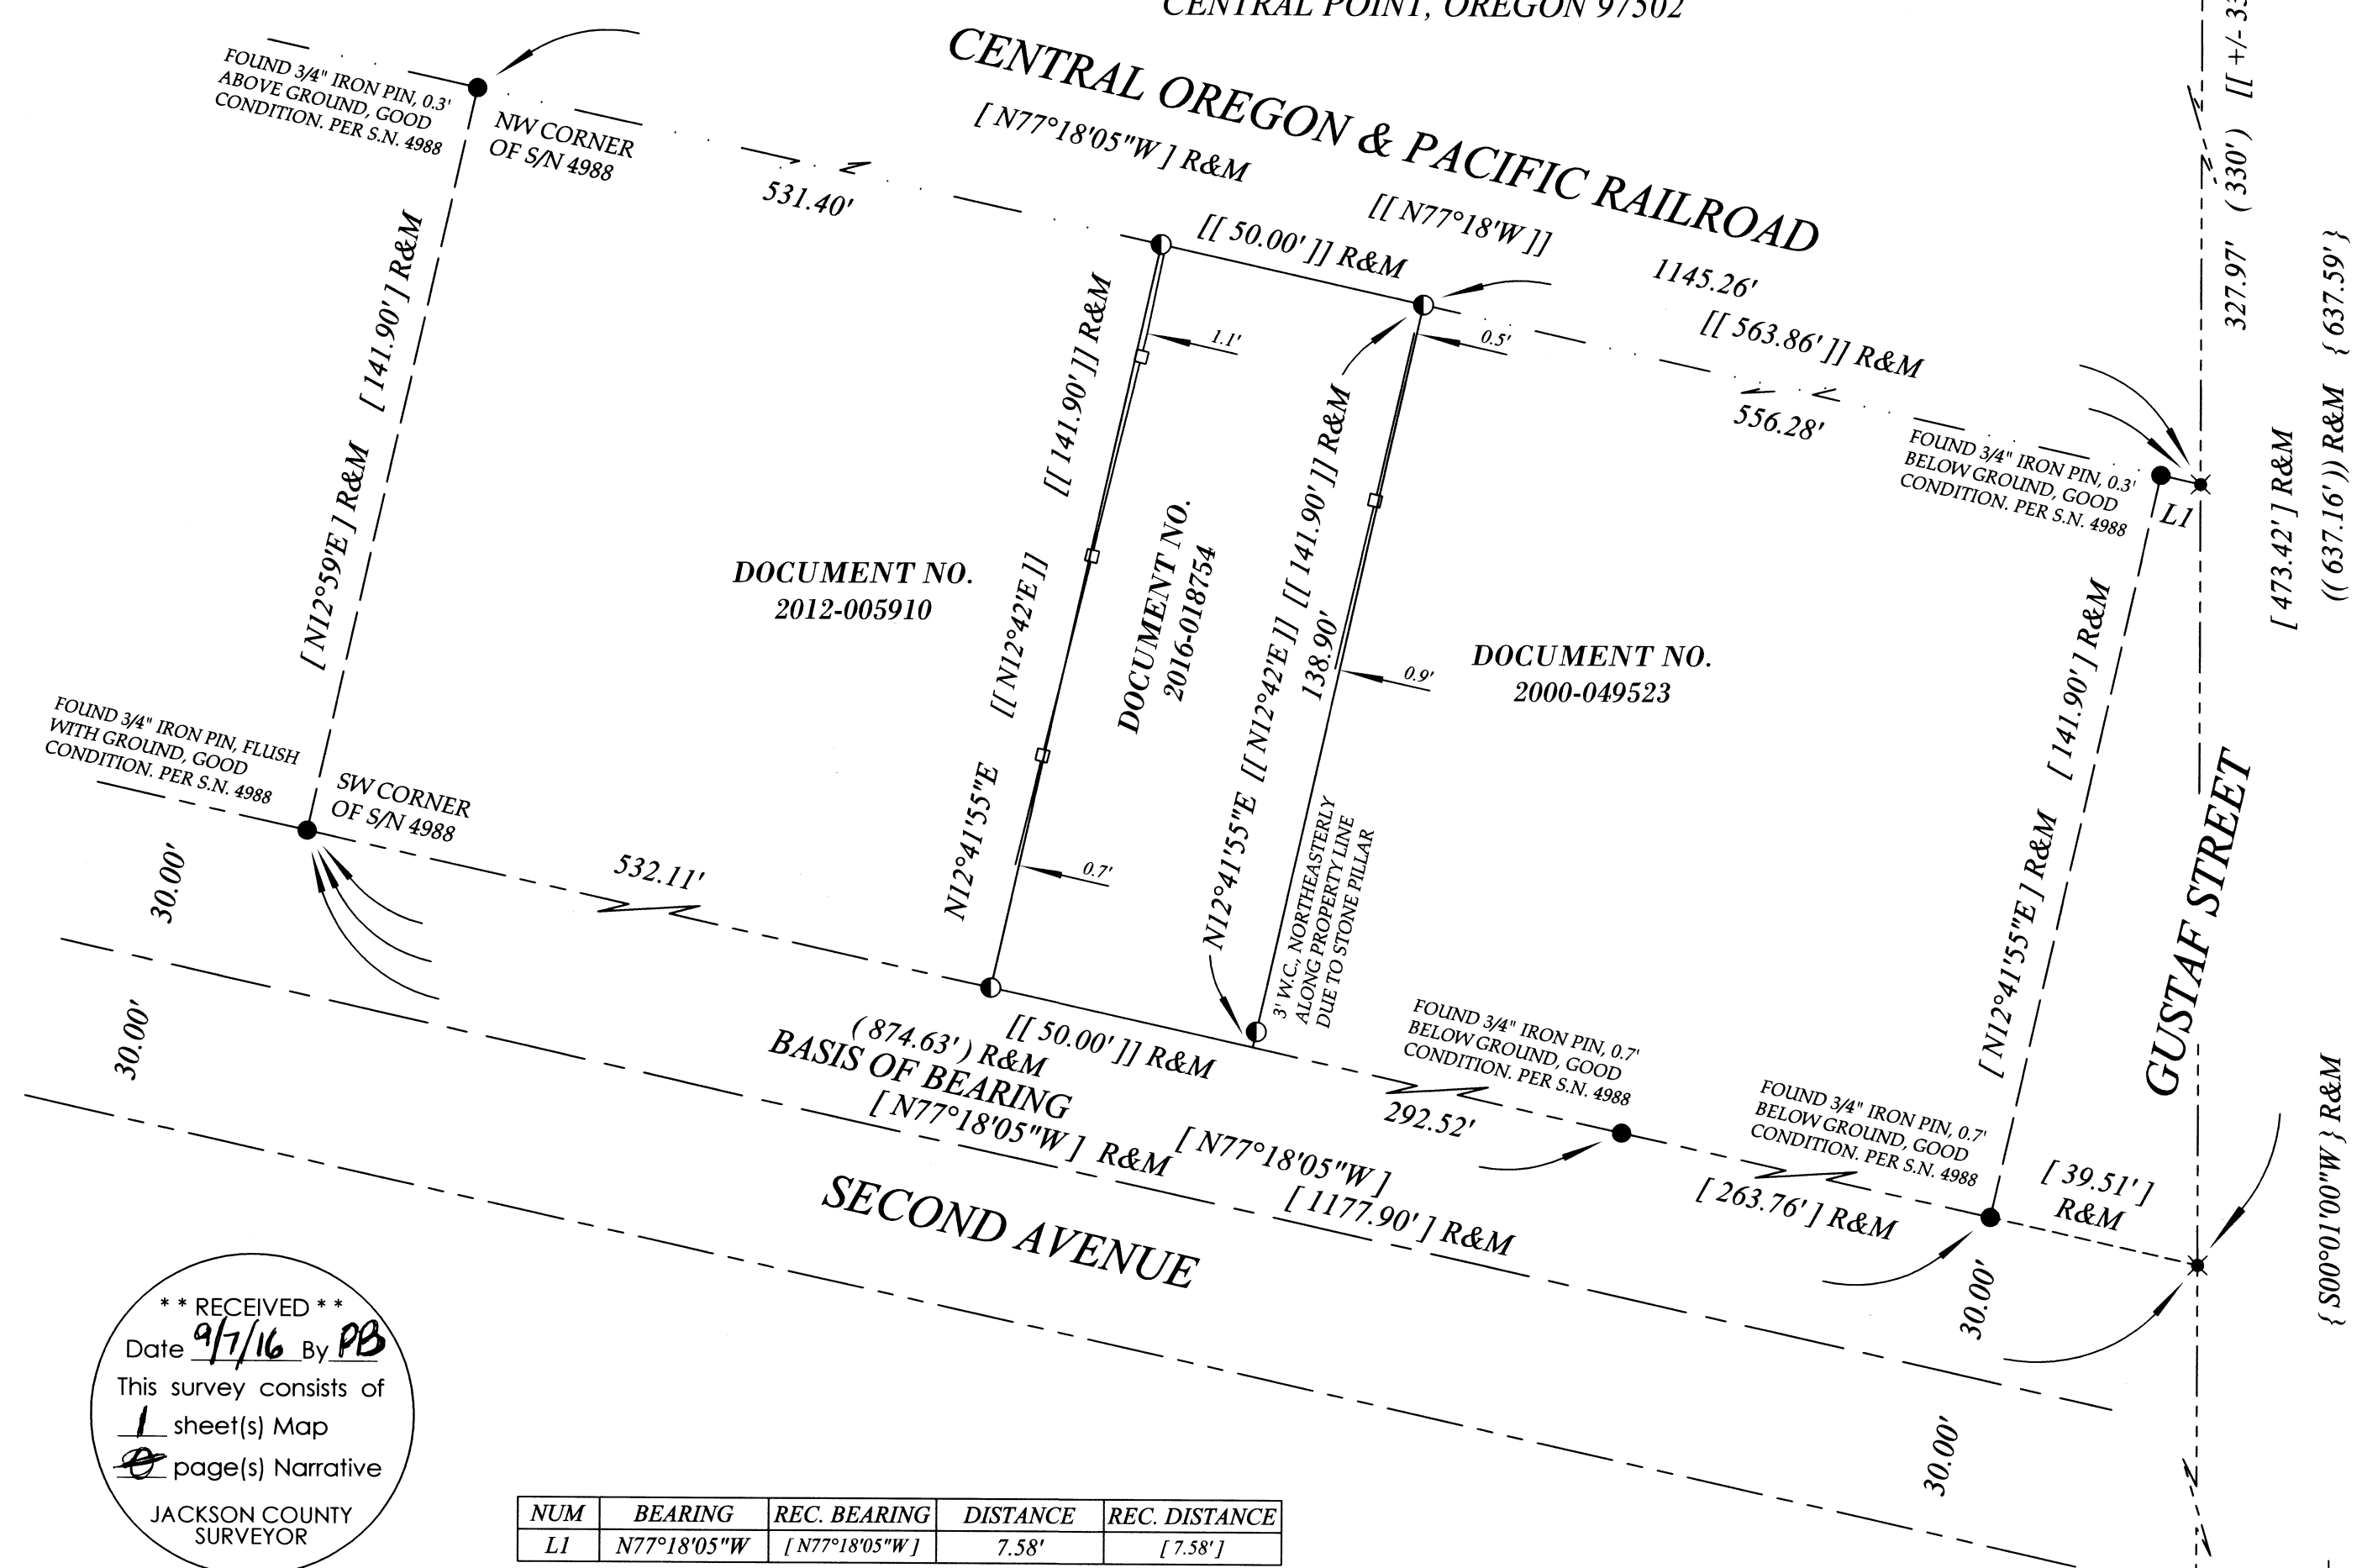 CENTRAL POINT, OREGON 97502
CENTRAL OREGON & PACIFIC RAILROAD
[ N77°18'05"W ] R&M
[[ N77°18'W ]]
FOUND 3/4" IRON PIN, 0.3'
ABOVE GROUND, GOOD
CONDITION. PER S.N. 4988
NW CORNER
OF S/N 4988
531.40'
[[ 50.00' ]] R&M
1145.26'
[[ 563.86' ]] R&M
556.28'
1.1'
0.5'
FOUND 3/4" IRON PIN, 0.3'
BELOW GROUND, GOOD
CONDITION. PER S.N. 4988
L1
327.97' (330')
{ 637.59' }
((637.16')) R&M
[ 473.42' ] R&M
[ N12°59'E ] R&M [ 141.90' ] R&M
DOCUMENT NO.
2012-005910
N12°41'55"E [[ N12°42'E ]] [[ 141.90' ]] R&M
DOCUMENT NO.
2016-018754
N12°41'55"E [[ N12°42'E ]] [[ 141.90' ]] R&M
138.90'
0.9'
DOCUMENT NO.
2000-049523
[ N12°41'55"E ] R&M [ 141.90' ] R&M
GUSTAF STREET
FOUND 3/4" IRON PIN, FLUSH
WITH GROUND, GOOD
CONDITION. PER S.N. 4988
SW CORNER
OF S/N 4988
30.00'
30.00'
532.11'
0.7'
3' W.C., NORTHEASTERLY
ALONG PROPERTY LINE
DUE TO STONE PILLAR
( 874.63' ) R&M
[[ 50.00' ]] R&M
BASIS OF BEARING
[ N77°18'05"W ] R&M
FOUND 3/4" IRON PIN, 0.7'
BELOW GROUND, GOOD
CONDITION. PER S.N. 4988
292.52'
[ N77°18'05"W ]
[ 1177.90' ] R&M
FOUND 3/4" IRON PIN, 0.7'
BELOW GROUND, GOOD
CONDITION. PER S.N. 4988
[ 263.76' ] R&M
[ 39.51' ]
R&M
{ S00°01'00"W } R&M
30.00'
30.00'
SECOND AVENUE
* * RECEIVED * *
Date 9/7/16 By PB
This survey consists of
1 sheet(s) Map
0 page(s) Narrative
JACKSON COUNTY
SURVEYOR
NUM BEARING REC. BEARING DISTANCE REC. DISTANCE
L1 N77°18'05"W [ N77°18'05"W ] 7.58' [ 7.58' ]